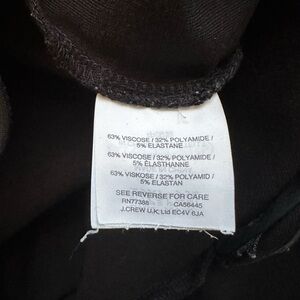 63% VISCOSE / 32% POLYAMIDE /
5% ELASTANE
63% VISCOSE / 32% POLYAMIDE /
5% ELASTHANNE
63% VISKOSE / 32% POLYAMID /
5% ELASTAN
SEE REVERSE FOR CARE
RN77388 CA56445
J.CREW U.K. Ltd EC4V 6JA